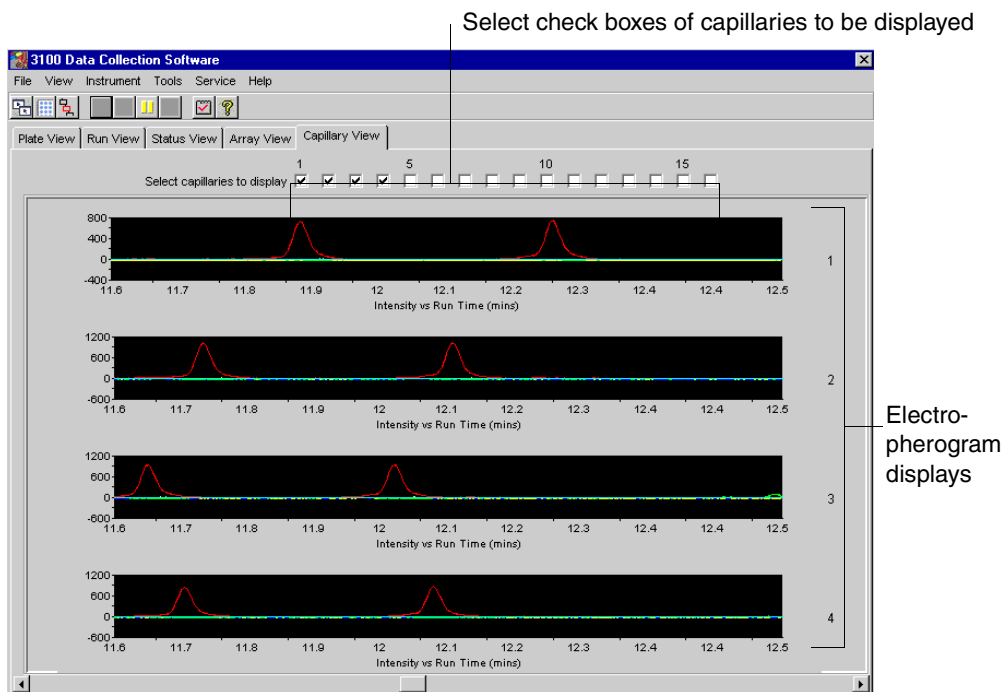 Select check boxes of capillaries to be displayed
3100 Data Collection Software
File View Instrument Tools Service Help
Plate View Run View Status View Array View Capillary View
1 5 10 15
Select capillaries to display
800
400
0
-400
11.6 11.7 11.8 11.9 12 12.1 12.2 12.3 12.4 12.4 12.5
Intensity vs Run Time (mins)
1
1200
600
0
-600
11.6 11.7 11.8 11.9 12 12.1 12.2 12.3 12.4 12.4 12.5
Intensity vs Run Time (mins)
2
Electro-
pherogram
displays
1200
600
0
-600
11.6 11.7 11.8 11.9 12 12.1 12.2 12.3 12.4 12.4 12.5
Intensity vs Run Time (mins)
3
1200
600
0
-600
11.6 11.7 11.8 11.9 12 12.1 12.2 12.3 12.4 12.4 12.5
Intensity vs Run Time (mins)
4